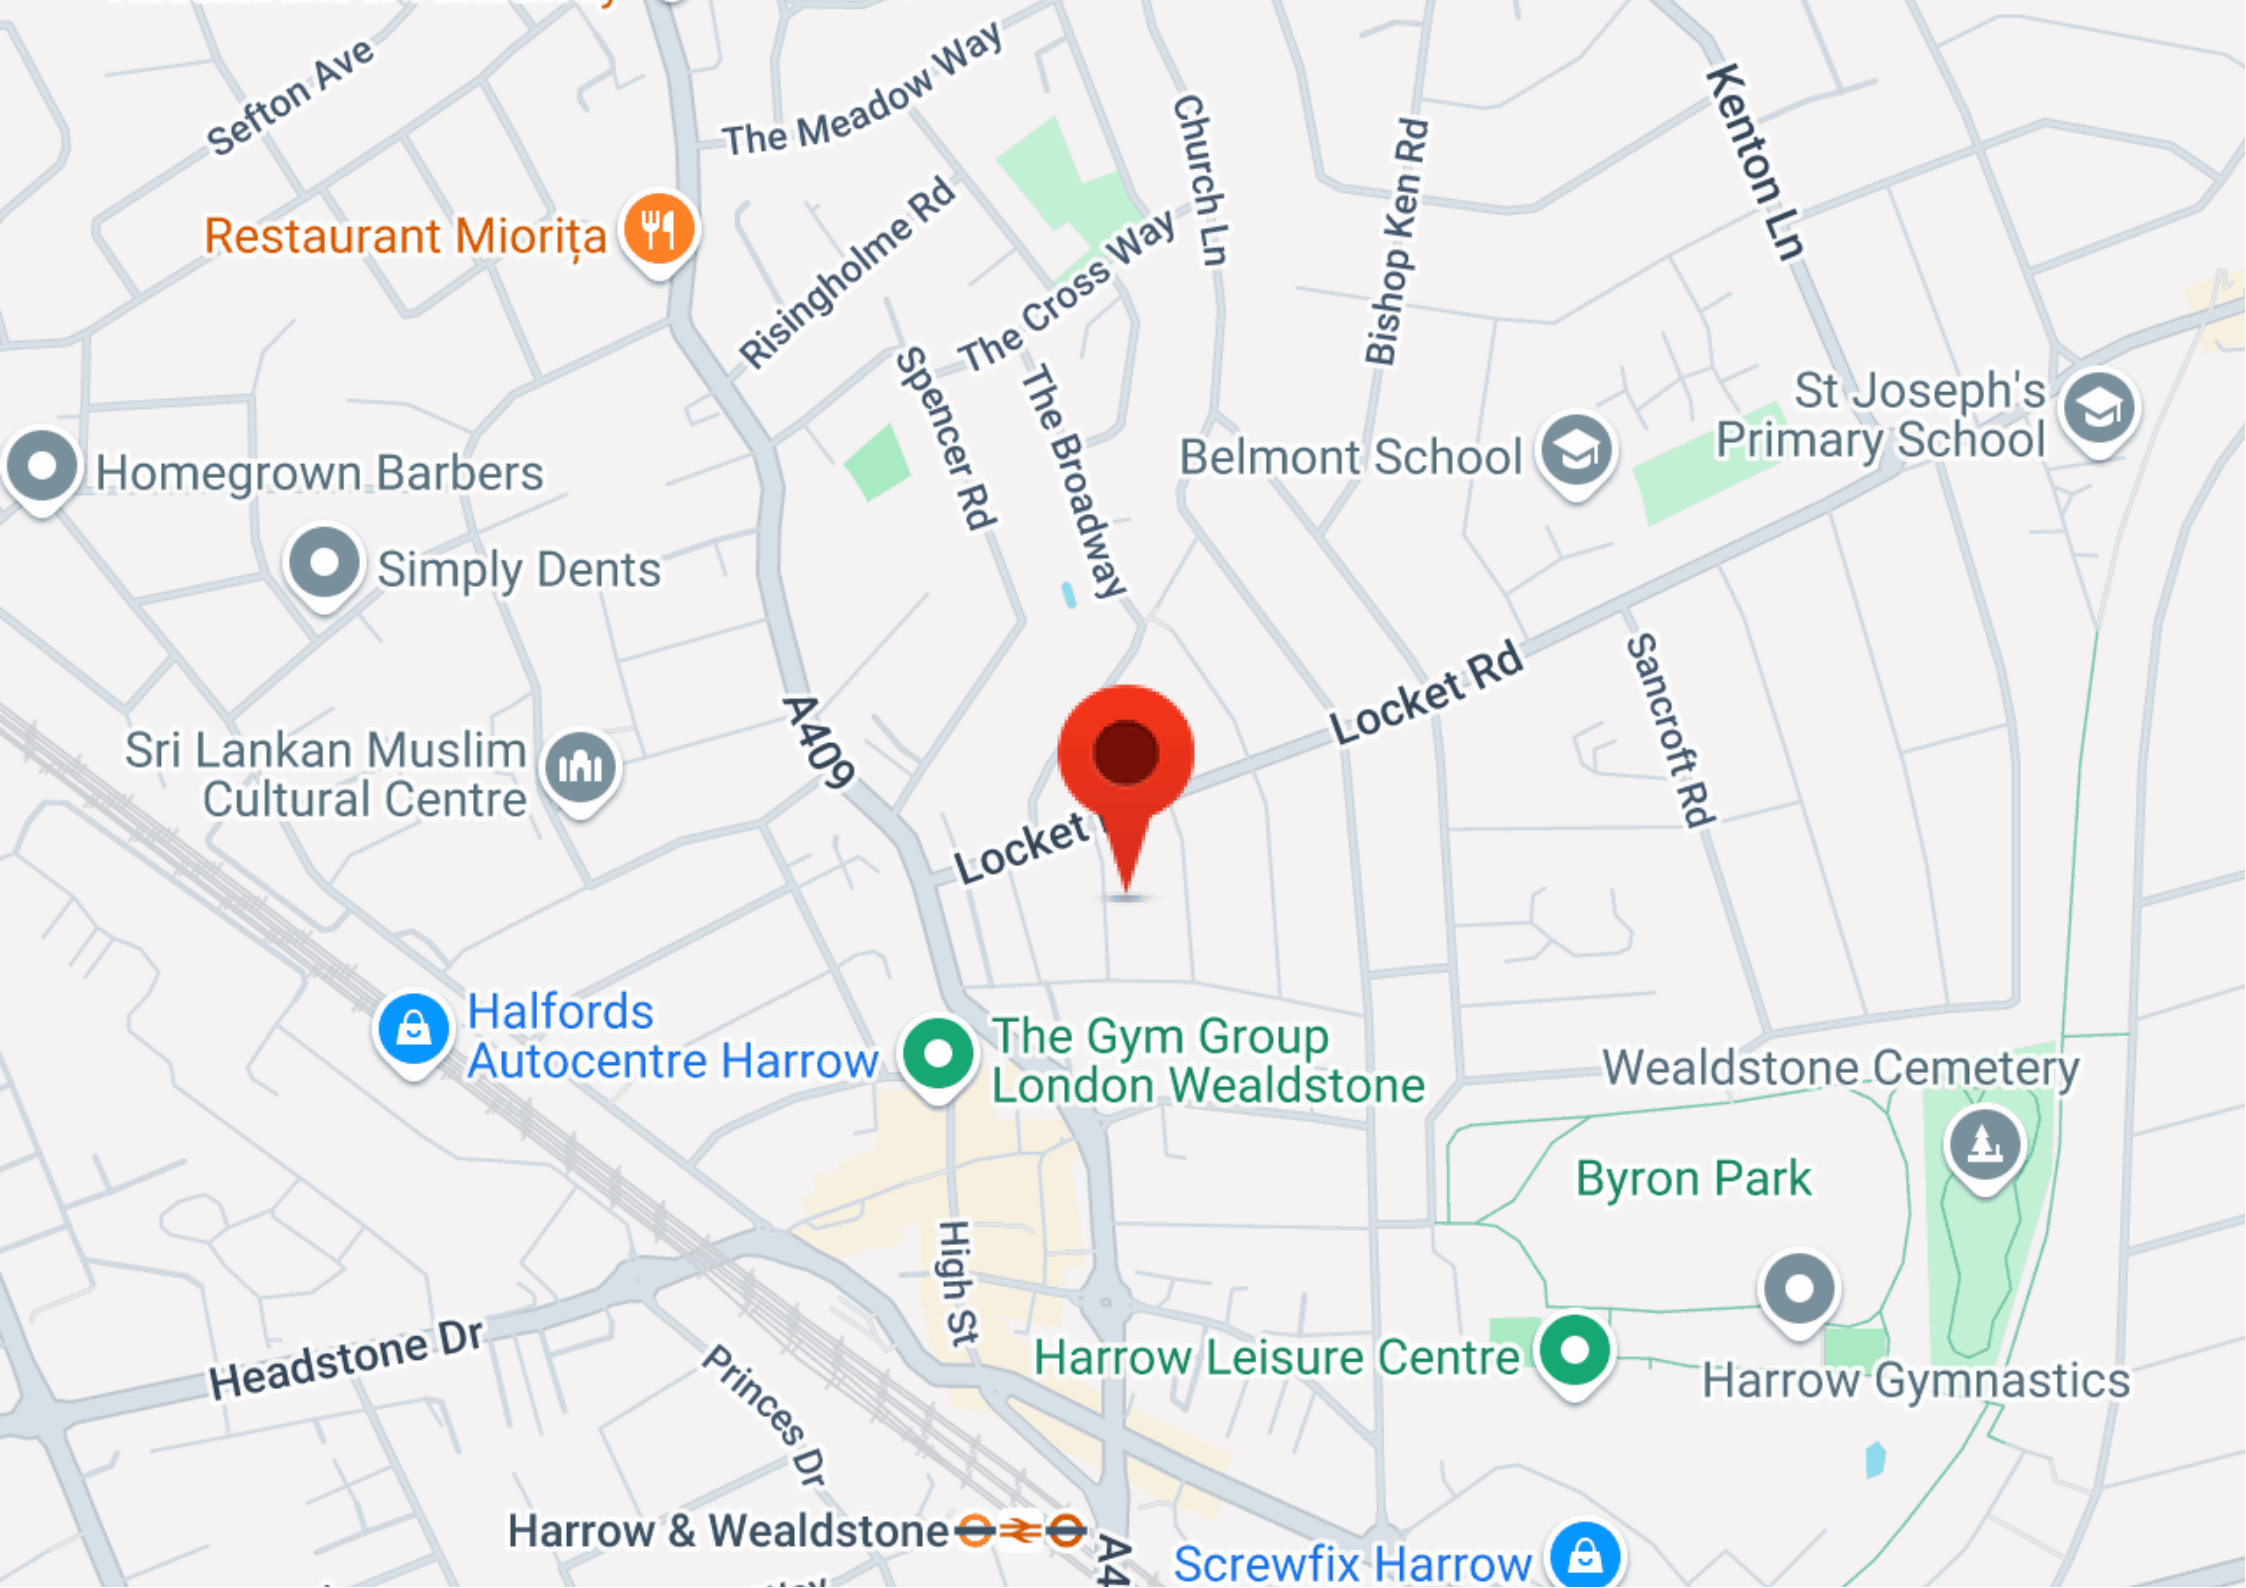 Sefton Ave
The Meadow Way
Church Ln
Bishop Ken Rd
Kenton Ln
Restaurant Miorița
Risingholme Rd
The Cross Way
Spencer Rd
The Broadway
Belmont School
St Joseph's
Primary School
Homegrown Barbers
Simply Dents
A409
Locket Rd
Sancroft Rd
Sri Lankan Muslim
Cultural Centre
Locket
Halfords
Autocentre Harrow
The Gym Group
London Wealdstone
Wealdstone Cemetery
Byron Park
High St
Headstone Dr
Princes Dr
Harrow Leisure Centre
Harrow Gymnastics
Harrow & Wealdstone
A4
Screwfix Harrow